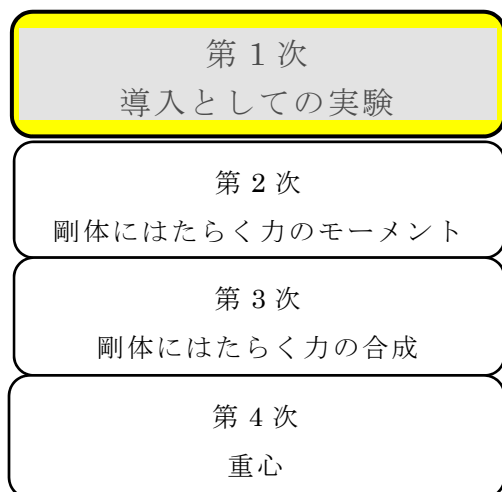 第１次
導入としての実験
第２次
剛体にはたらく力のモーメント
第３次
剛体にはたらく力の合成
第４次
重心